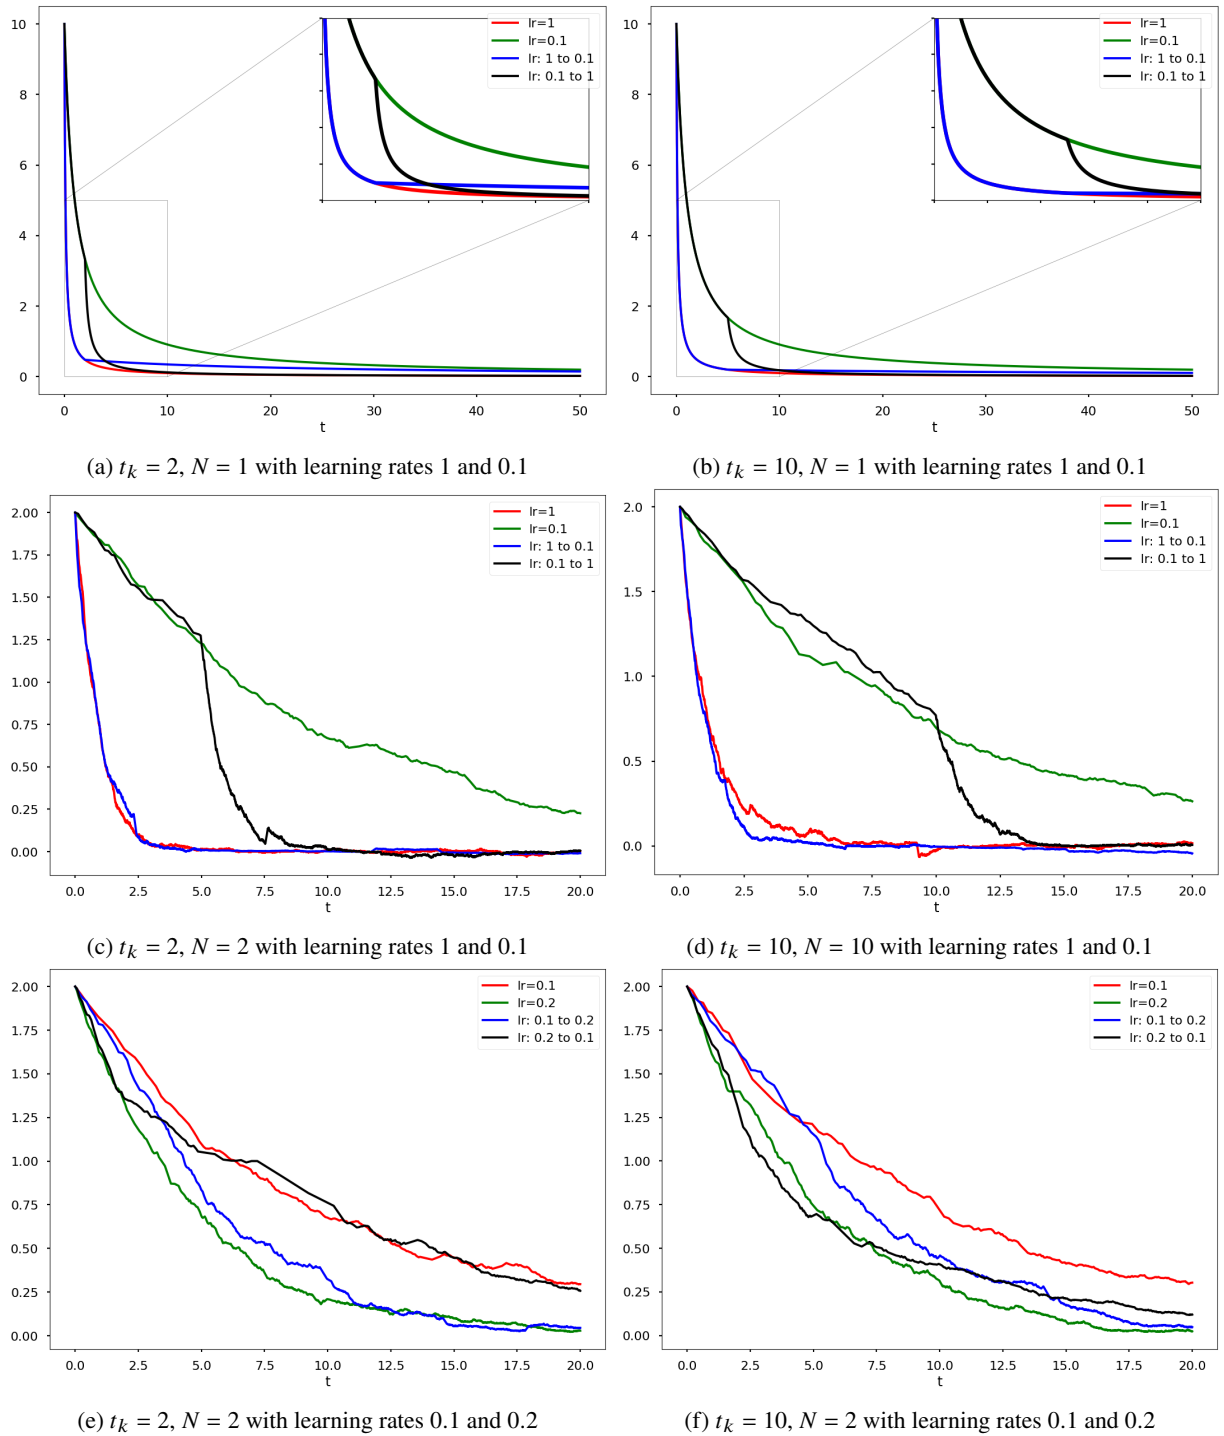 10
8
6
4
2
0
0 10 20 30 40 50
t
lr=1
lr=0.1
lr: 1 to 0.1
lr: 0.1 to 1
(a) t_k = 2, N = 1 with learning rates 1 and 0.1
10
8
6
4
2
0
0 10 20 30 40 50
t
lr=1
lr=0.1
lr: 1 to 0.1
lr: 0.1 to 1
(b) t_k = 10, N = 1 with learning rates 1 and 0.1
2.00
1.75
1.50
1.25
1.00
0.75
0.50
0.25
0.00
0.0 2.5 5.0 7.5 10.0 12.5 15.0 17.5 20.0
t
lr=1
lr=0.1
lr: 1 to 0.1
lr: 0.1 to 1
(c) t_k = 2, N = 2 with learning rates 1 and 0.1
2.0
1.5
1.0
0.5
0.0
0.0 2.5 5.0 7.5 10.0 12.5 15.0 17.5 20.0
t
lr=1
lr=0.1
lr: 1 to 0.1
lr: 0.1 to 1
(d) t_k = 10, N = 10 with learning rates 1 and 0.1
2.00
1.75
1.50
1.25
1.00
0.75
0.50
0.25
0.00
0.0 2.5 5.0 7.5 10.0 12.5 15.0 17.5 20.0
t
lr=0.1
lr=0.2
lr: 0.1 to 0.2
lr: 0.2 to 0.1
(e) t_k = 2, N = 2 with learning rates 0.1 and 0.2
2.00
1.75
1.50
1.25
1.00
0.75
0.50
0.25
0.00
0.0 2.5 5.0 7.5 10.0 12.5 15.0 17.5 20.0
t
lr=0.1
lr=0.2
lr: 0.1 to 0.2
lr: 0.2 to 0.1
(f) t_k = 10, N = 2 with learning rates 0.1 and 0.2